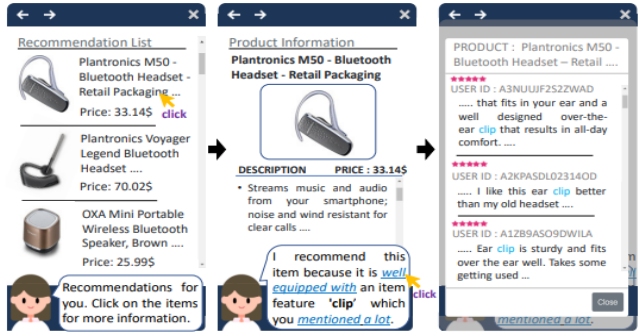 Recommendation List
Plantronics M50 -
Bluetooth Headset -
Retail Packaging ...
Price: 33.14$
click
Plantronics Voyager
Legend Bluetooth
Headset ....
Price: 70.02$
OXA Mini Portable
Wireless Bluetooth
Speaker, Brown ....
Price: 25.99$
Recommendations for
you. Click on the items
for more information.
Product Information
Plantronics M50 - Bluetooth
Headset - Retail Packaging
DESCRIPTION PRICE : 33.14$
• Streams music and audio
from your smartphone;
noise and wind resistant for
clear calls ....
I recommend this
item because it is well
equipped with an item
feature 'clip' which
you mentioned a lot.
click
PRODUCT : Plantronics M50 -
Bluetooth Headset – Retail ....
USER ID : A3NUUJF2S2ZWAD
..... that fits in your ear and a
well designed over-the-
ear clip that results in all-day
comfort. ....
USER ID : A2KPASDL02314OD
..... I like this ear clip better
than my old headset ....
USER ID : A1ZB9ASO9DWILA
..... Ear clip is sturdy and fits
over the ear well. Takes some
getting used ...
Close
mentioned a lot.